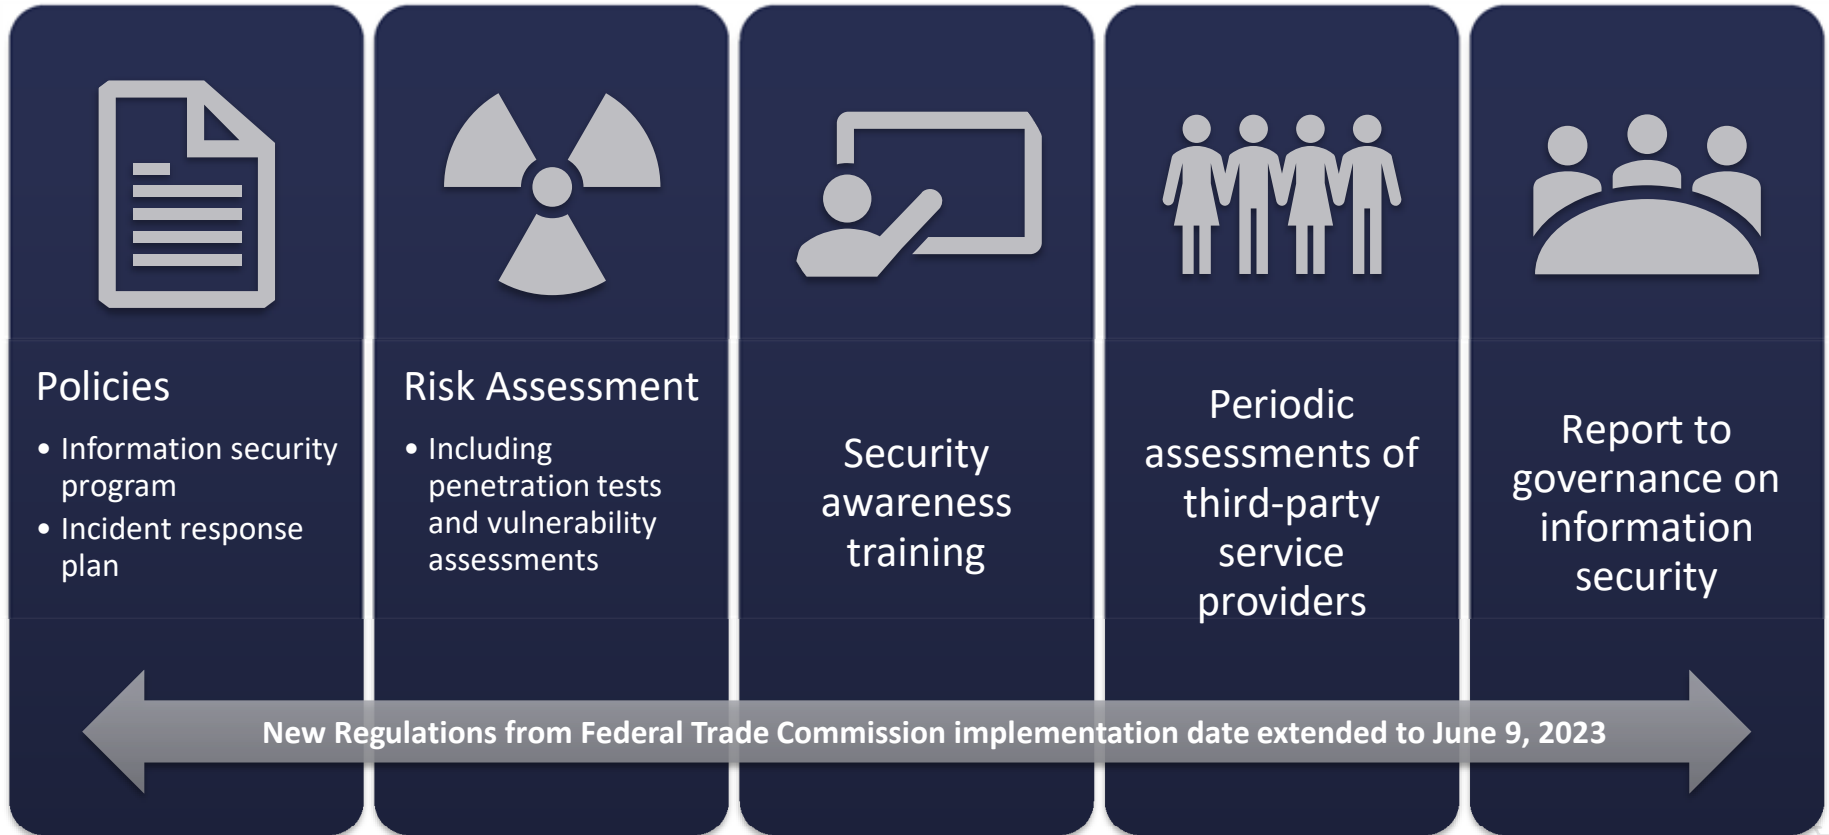 Policies
• Information security
program
• Incident response
plan
Risk Assessment
• Including
penetration tests
and vulnerability
assessments
Security
awareness
training
Periodic
assessments of
third-party
service
providers
Report to
governance on
information
security
New Regulations from Federal Trade Commission implementation date extended to June 9, 2023